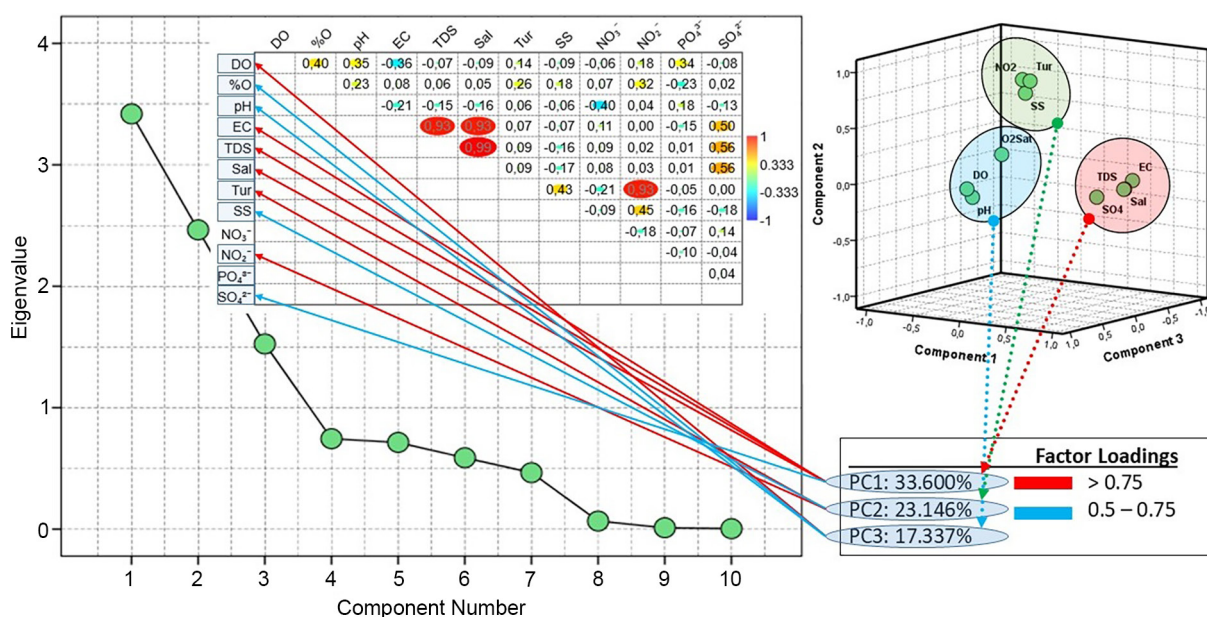 DO %O pH EC TDS Sal Tur SS NO₃⁻ NO₂⁻ PO₄³⁻ SO₄²⁻
DO 0,40 0,35 -0,36 -0,07 -0,09 0,14 -0,09 -0,06 0,18 0,34 -0,08
%O 0,23 0,08 0,06 0,05 0,26 0,18 0,07 0,32 -0,23 0,02
pH -0,21 -0,15 -0,16 0,06 -0,06 -0,40 0,04 0,18 -0,13
EC 0,93 0,93 0,07 -0,07 0,11 0,00 -0,15 0,50
TDS 0,99 0,09 -0,16 0,09 0,02 0,01 0,56
Sal 0,09 -0,17 0,08 0,03 0,01 0,56
Tur 0,43 -0,21 0,93 -0,05 0,00
SS -0,09 0,45 -0,16 -0,18
NO₃⁻ -0,18 -0,07 0,14
NO₂⁻ -0,10 -0,04
PO₄³⁻ 0,04
SO₄²⁻
1
0.333
-0.333
-1
Eigenvalue
4
3
2
1
0
1 2 3 4 5 6 7 8 9 10
Component Number
Component 2
1,0
0,5
0,0
-0,5
-1,0
NO2 Tur
SS
O2Sat
DO
pH
TDS EC
Sal
SO4
-1,0 -0,5 0,0 0,5 1,0
Component 1
1,0 0,5 0,0 -0,5 -1,0
Component 3
Factor Loadings
PC1: 33.600% > 0.75
PC2: 23.146% 0.5 – 0.75
PC3: 17.337%